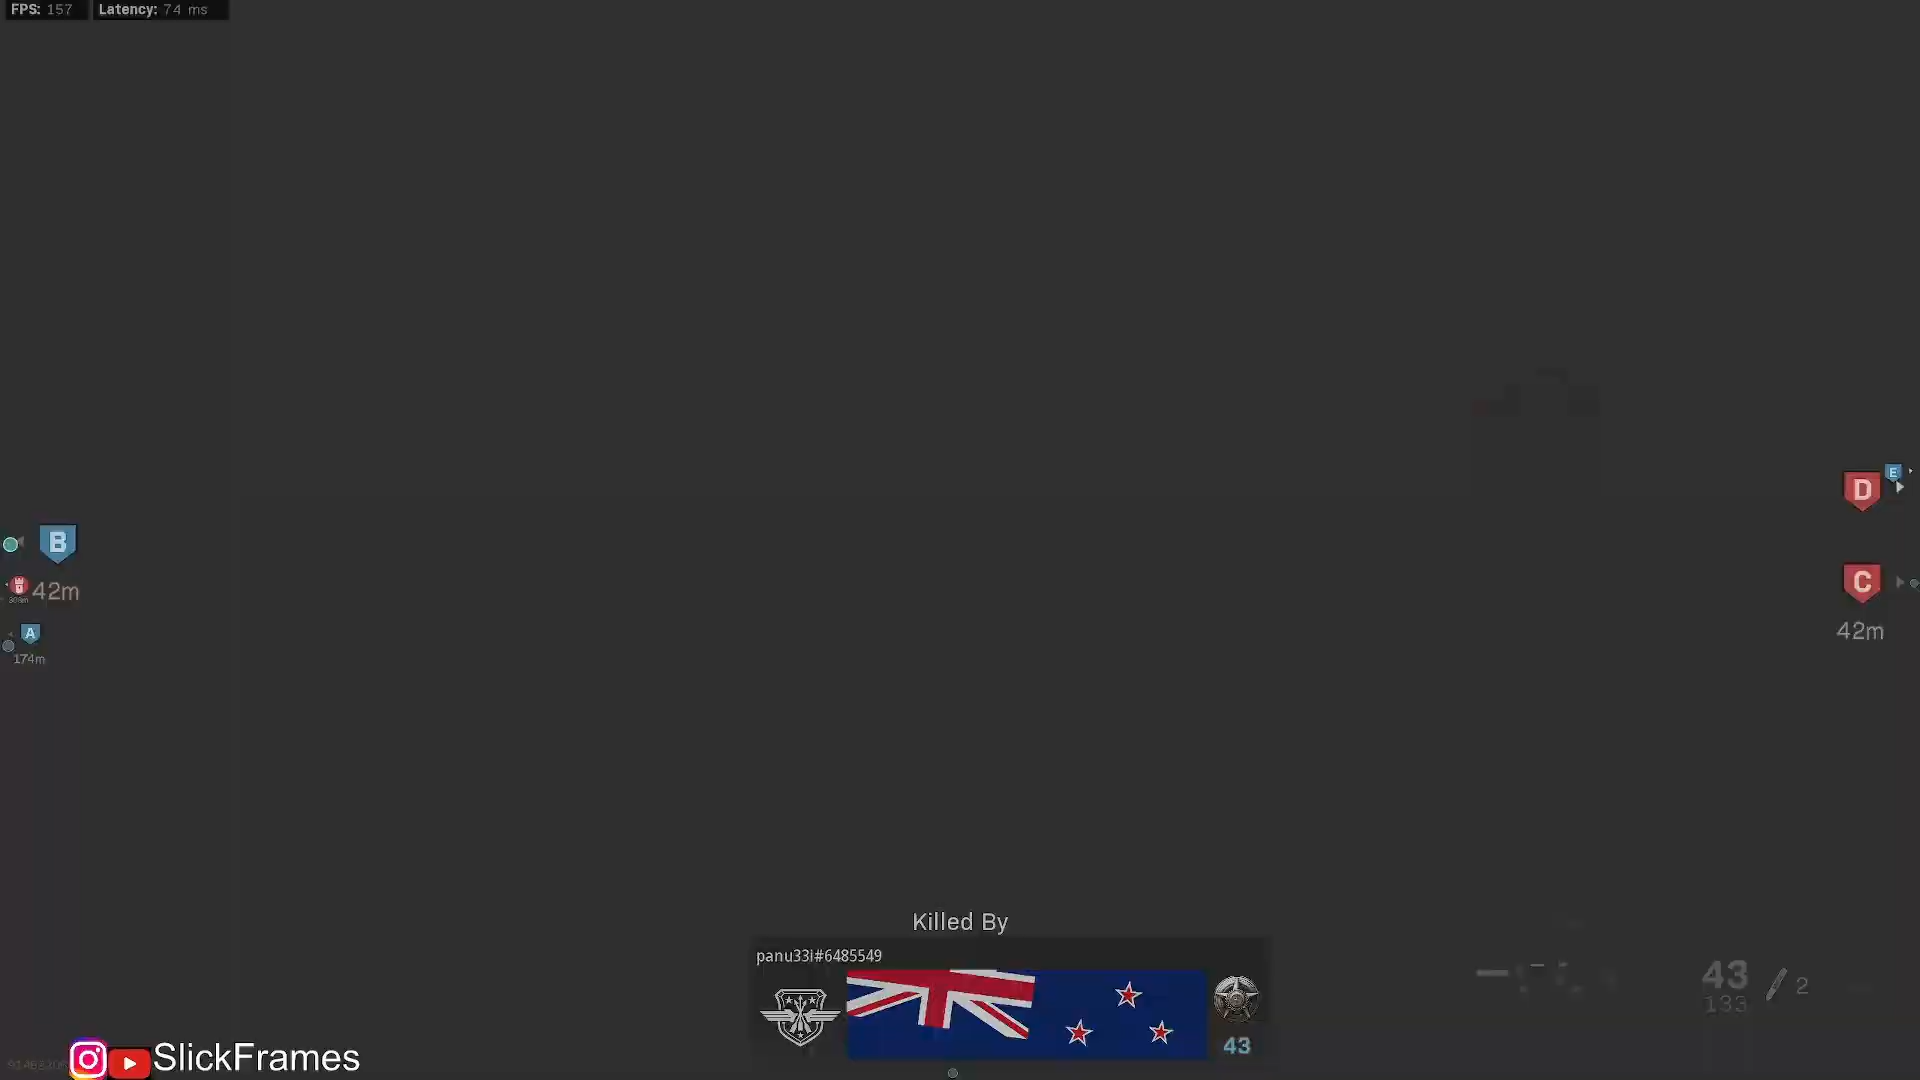 FPS: 157 Latency: 74 ms
E
D
B
42m
C
42m
A
174m
Killed By
panu33l#6485549
43
133
2
43
SlickFrames